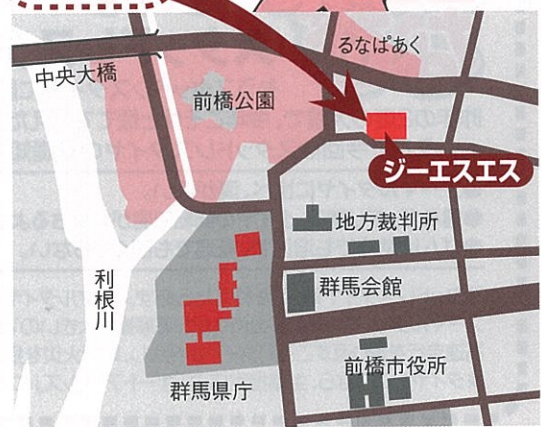 るなぱあく
中央大橋
前橋公園
ジーエスエス
地方裁判所
利根川
群馬会館
前橋市役所
群馬県庁